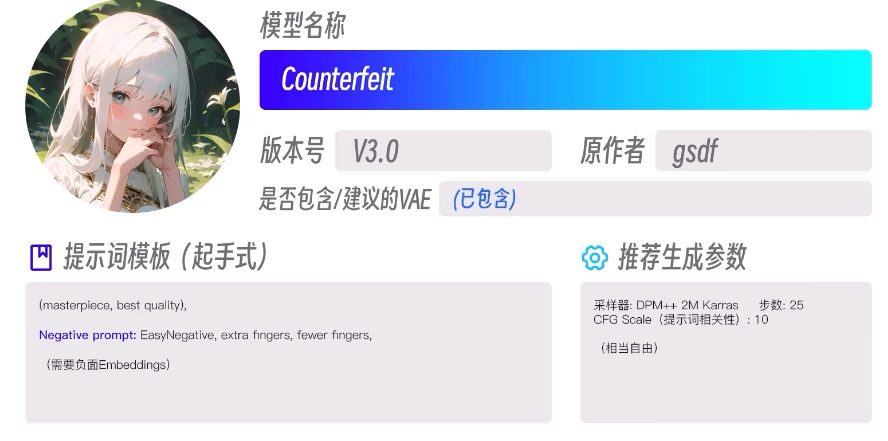 模型名称
Counterfeit
版本号 V3.0 原作者 gsdf
是否包含/建议的VAE (已包含)
提示词模板（起手式）
(masterpiece, best quality),
Negative prompt: EasyNegative, extra fingers, fewer fingers,
（需要负面Embeddings）
推荐生成参数
采样器: DPM++ 2M Karras 步数: 25
CFG Scale（提示词相关性）: 10
（相当自由）